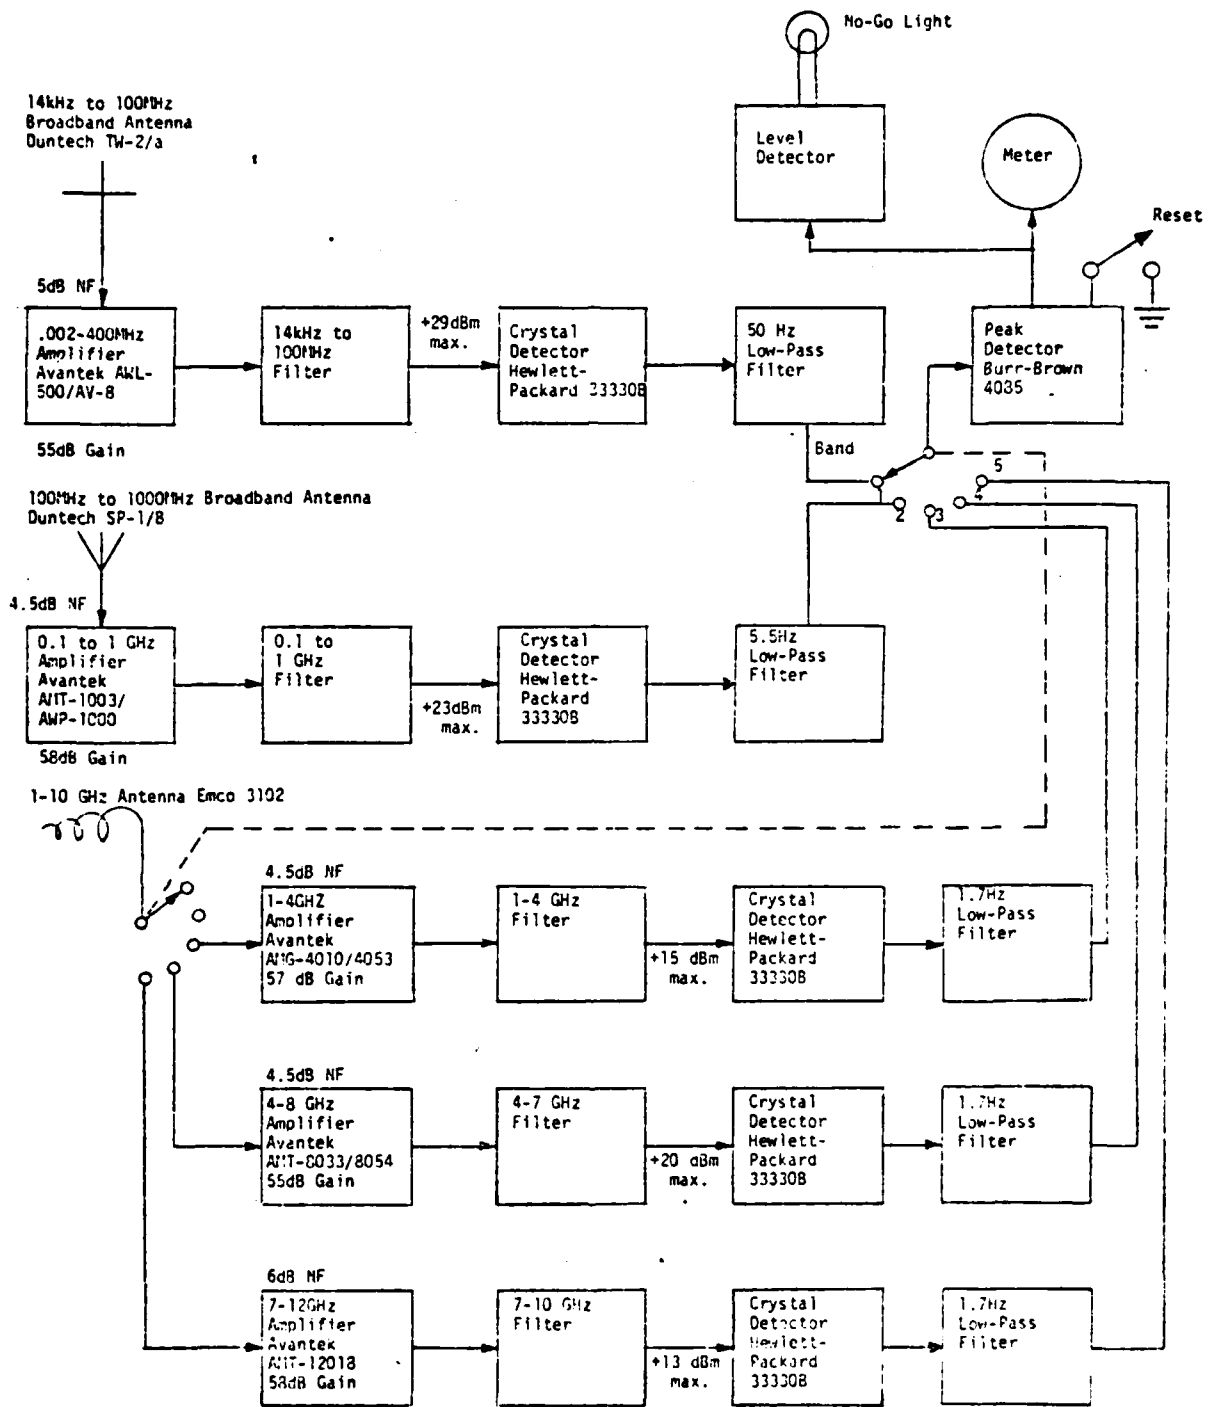 No-Go Light
14kHz to 100MHz
Broadband Antenna
Duntech TW-2/a
Level
Detector
Meter
Reset
5dB NF
.002-400MHz
Amplifier
Avantek AWL-
500/AV-8
55dB Gain
14kHz to
100MHz
Filter
+29dBm
max.
Crystal
Detector
Hewlett-
Packard 33330B
50 Hz
Low-Pass
Filter
Peak
Detector
Burr-Brown
4035
Band
5
4
2
3
100MHz to 1000MHz Broadband Antenna
Duntech SP-1/B
4.5dB NF
0.1 to 1 GHz
Amplifier
Avantek
AMT-1003/
AWP-1000
58dB Gain
0.1 to
1 GHz
Filter
+23dBm
max.
Crystal
Detector
Hewlett-
Packard
33330B
5.5Hz
Low-Pass
Filter
1-10 GHz Antenna Emco 3102
4.5dB NF
1-4GHZ
Amplifier
Avantek
AMG-4010/4053
57 dB Gain
1-4 GHz
Filter
+15 dBm
max.
Crystal
Detector
Hewlett-
Packard
33330B
1.7Hz
Low-Pass
Filter
4.5dB NF
4-8 GHz
Amplifier
Avantek
AMT-8033/8054
55dB Gain
4-7 GHz
Filter
+20 dBm
max.
Crystal
Detector
Hewlett-
Packard
33330B
1.7Hz
Low-Pass
Filter
6dB NF
7-12GHz
Amplifier
Avantek
AMT-12018
58dB Gain
7-10 GHz
Filter
+13 dBm
max.
Crystal
Detector
Hewlett-
Packard
33330B
1.7Hz
Low-Pass
Filter